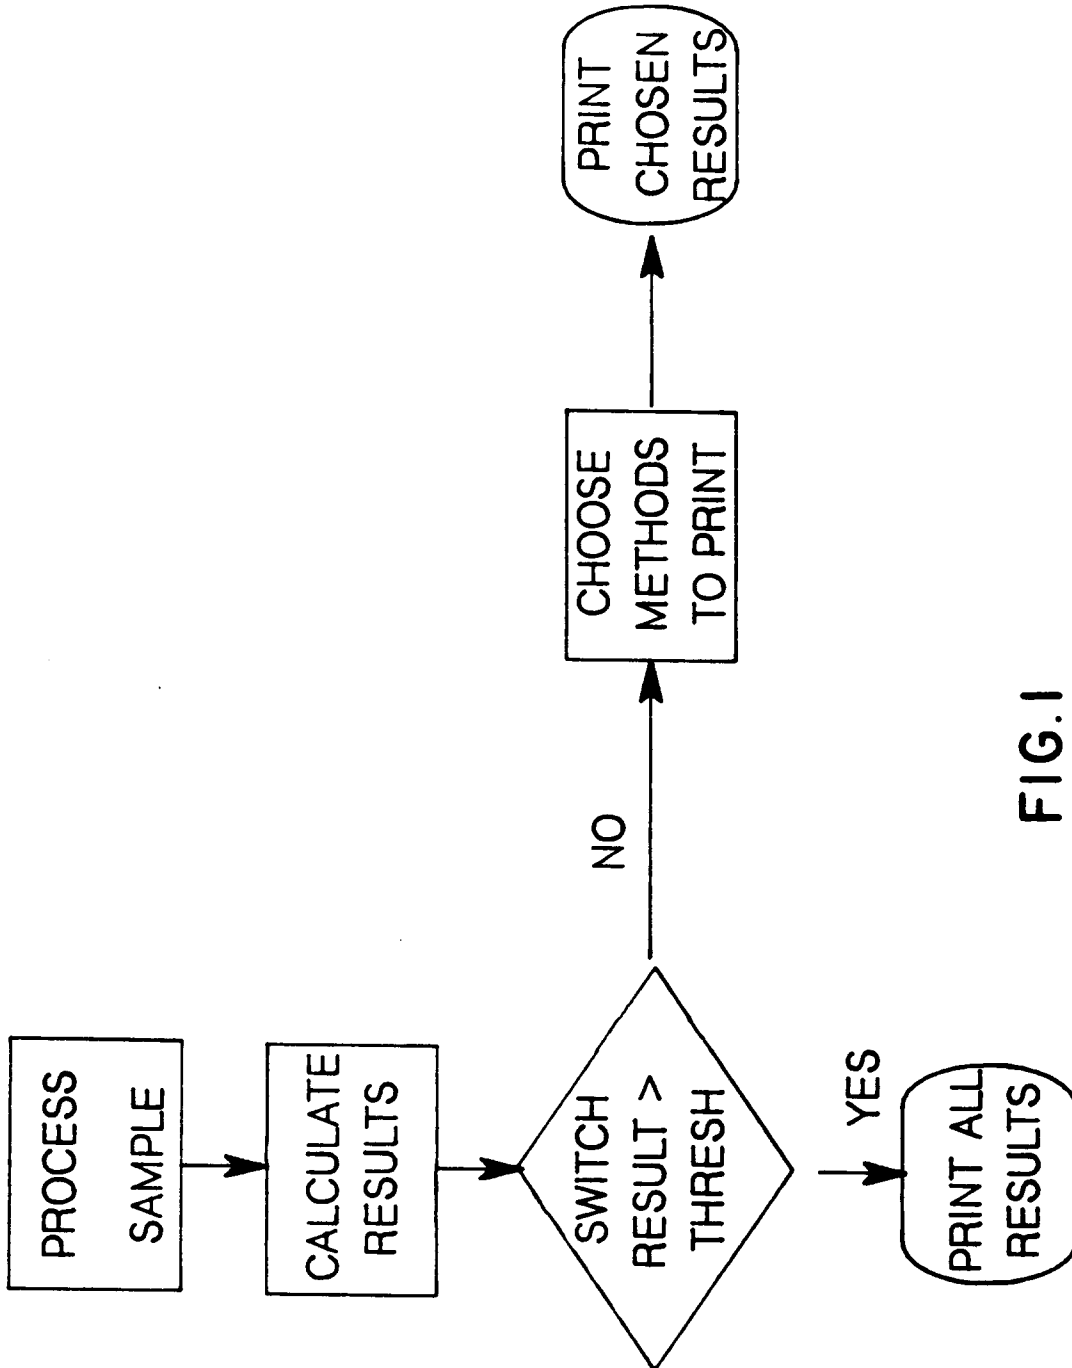 PROCESS
SAMPLE
CALCULATE
RESULTS
SWITCH
RESULT >
THRESH
YES
PRINT ALL
RESULTS
NO
CHOOSE
METHODS
TO PRINT
PRINT
CHOSEN
RESULTS
FIG. 1